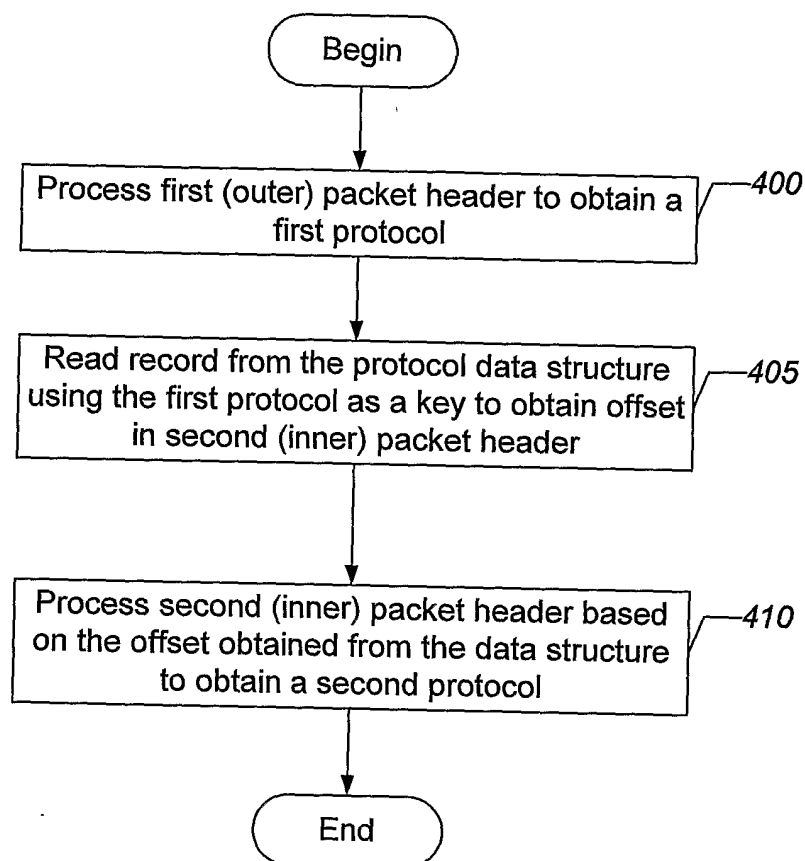 Begin
Process first (outer) packet header to obtain a
first protocol
400
Read record from the protocol data structure
using the first protocol as a key to obtain offset
in second (inner) packet header
405
Process second (inner) packet header based
on the offset obtained from the data structure
to obtain a second protocol
410
End